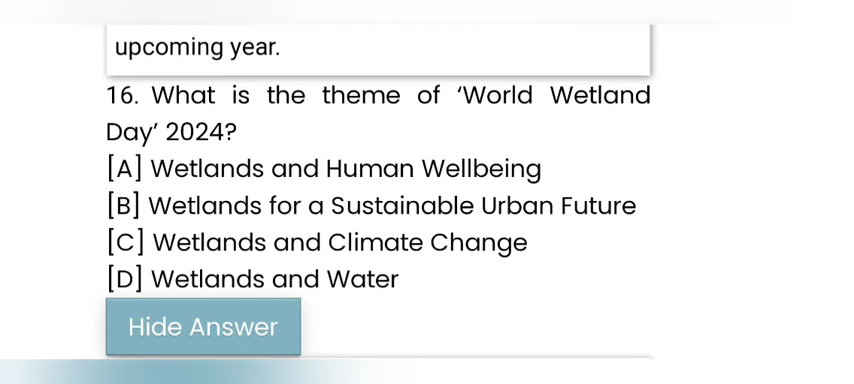 upcoming year.
16. What is the theme of ‘World Wetland
Day’ 2024?
[A] Wetlands and Human Wellbeing
[B] Wetlands for a Sustainable Urban Future
[C] Wetlands and Climate Change
[D] Wetlands and Water
Hide Answer